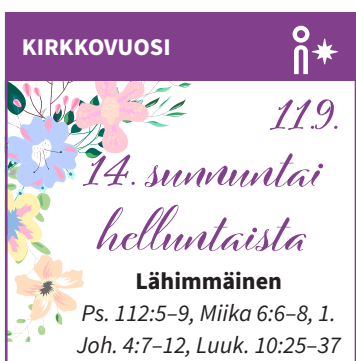 KIRKKOVUOSI
11.9.
14. sunnuntai
helluntaista
Lähimmäinen
Ps. 112:5–9, Miika 6:6–8, 1.
Joh. 4:7–12, Luuk. 10:25–37